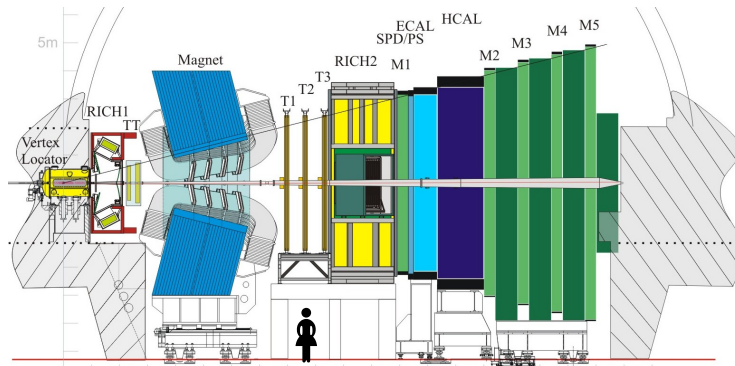 5m
Vertex
Locator
RICH1
TT
Magnet
T1
T2
T3
RICH2
SPD/PS
M1
ECAL
HCAL
M2
M3
M4
M5